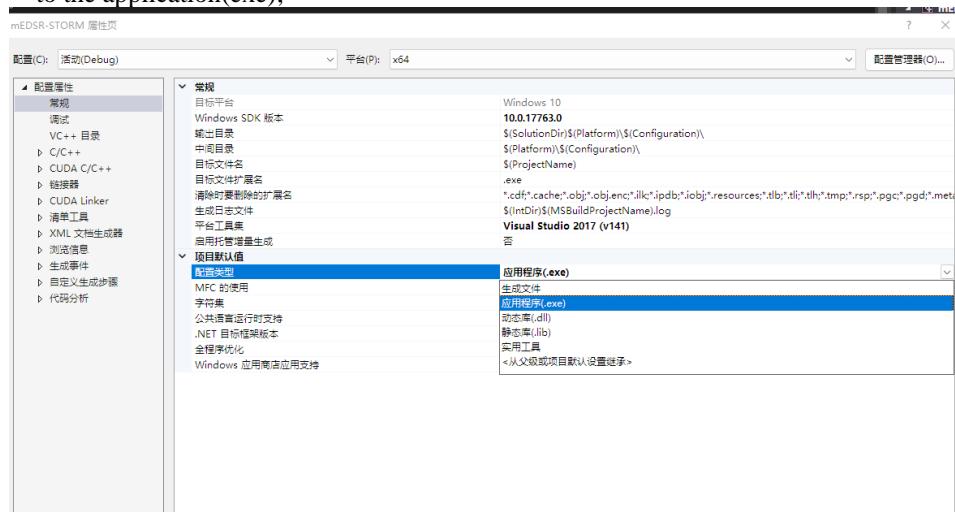 to the application(exe);
mEDSR-STORM 属性页 ? ×
配置(C): 活动(Debug) 平台(P): x64 配置管理器(O)...
配置属性
常规
调试
VC++ 目录
C/C++
CUDA C/C++
链接器
CUDA Linker
清单工具
XML 文档生成器
浏览信息
生成事件
自定义生成步骤
代码分析
常规
目标平台 Windows 10
Windows SDK 版本 10.0.17763.0
输出目录 $(SolutionDir)$(Platform)\$(Configuration)\
中间目录 $(Platform)\$(Configuration)\
目标文件名 $(ProjectName)
目标文件扩展名 .exe
清除时要删除的扩展名 *.cdf;*.cache;*.obj;*.obj.enc;*.ilk;*.ipdb;*.iobj;*.resources;*.tlb;*.tli;*.tlh;*.tmp;*.rsp;*.pgc;*.pgd;*.meta
生成日志文件 $(IntDir)$(MSBuildProjectName).log
平台工具集 Visual Studio 2017 (v141)
启用托管增量生成 否
项目默认值
配置类型 应用程序(.exe)
MFC 的使用 生成文件
字符集 应用程序(.exe)
公共语言运行时支持 动态库(.dll)
.NET 目标框架版本 静态库(.lib)
全程序优化 实用工具
Windows 应用商店应用支持 <从父级或项目默认设置继承>